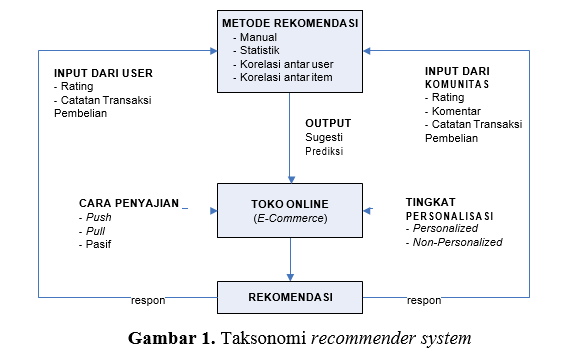 METODE REKOMENDASI
- Manual
- Statistik
- Korelasi antar user
- Korelasi antar item
INPUT DARI USER
- Rating
- Catatan Transaksi
Pembelian
INPUT DARI
KOMUNITAS
- Rating
- Komentar
- Catatan Transaksi
Pembelian
OUTPUT
Sugesti
Prediksi
CARA PENYAJIAN
- Push
- Pull
- Pasif
TOKO ONLINE
(E-Commerce)
TINGKAT
PERSONALISASI
- Personalized
- Non-Personalized
respon
REKOMENDASI
respon
Gambar 1. Taksonomi recommender system